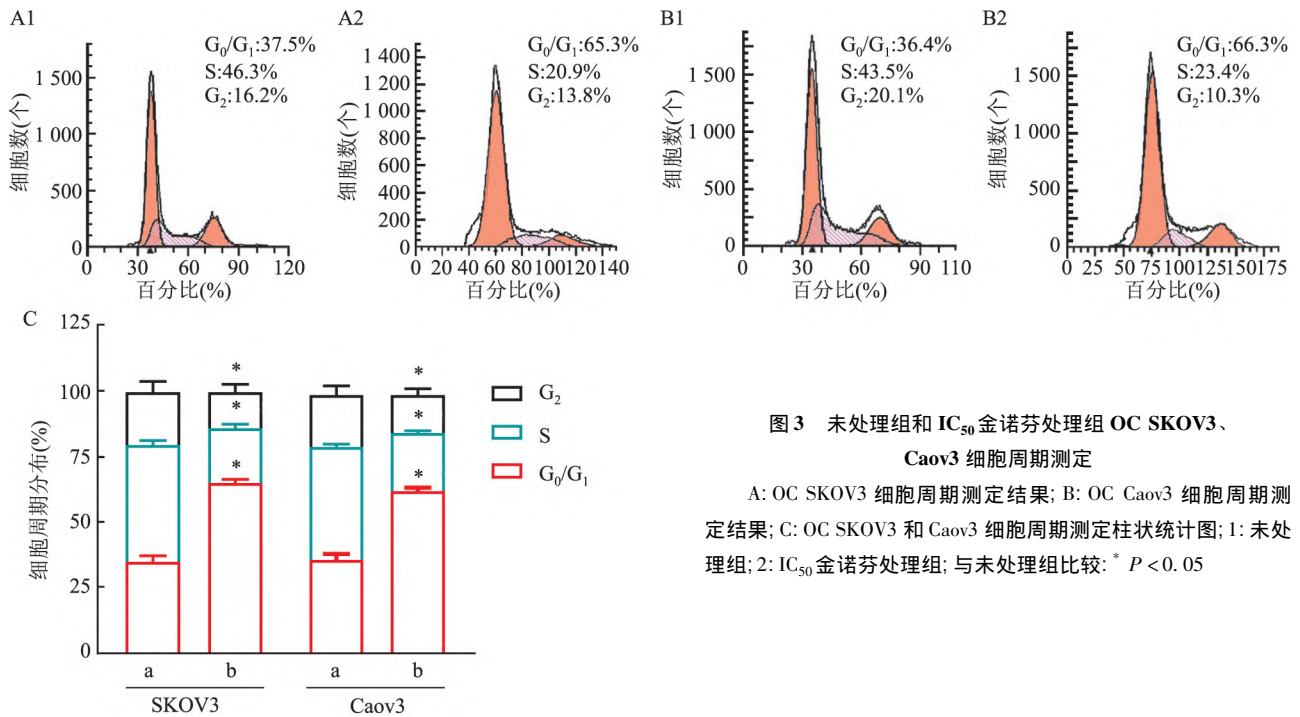 A1
G₀/G₁:37.5%
S:46.3%
G₂:16.2%
细胞数(个)
1 500
1 000
500
0
0 30 60 90 120
百分比(%)
A2
G₀/G₁:65.3%
S:20.9%
G₂:13.8%
细胞数(个)
1 400
1 200
1 000
800
600
400
200
0
0 20 40 60 80 100 120 140
百分比(%)
B1
G₀/G₁:36.4%
S:43.5%
G₂:20.1%
细胞数(个)
1 500
1 000
500
0
0 30 60 90 110
百分比(%)
B2
G₀/G₁:66.3%
S:23.4%
G₂:10.3%
细胞数(个)
1 500
1 000
500
0
0 25 50 75 100 125 150 175
百分比(%)
C
细胞周期分布(%)
125
100
75
50
25
0
* * *
* * *
G₂
S
G₀/G₁
a b a b
SKOV3 Caov3
图 3 未处理组和 IC₅₀ 金诺芬处理组 OC SKOV3、
Caov3 细胞周期测定
A: OC SKOV3 细胞周期测定结果; B: OC Caov3 细胞周期测
定结果; C: OC SKOV3 和 Caov3 细胞周期测定柱状统计图; 1: 未处
理组; 2: IC₅₀ 金诺芬处理组; 与未处理组比较: * P < 0. 05